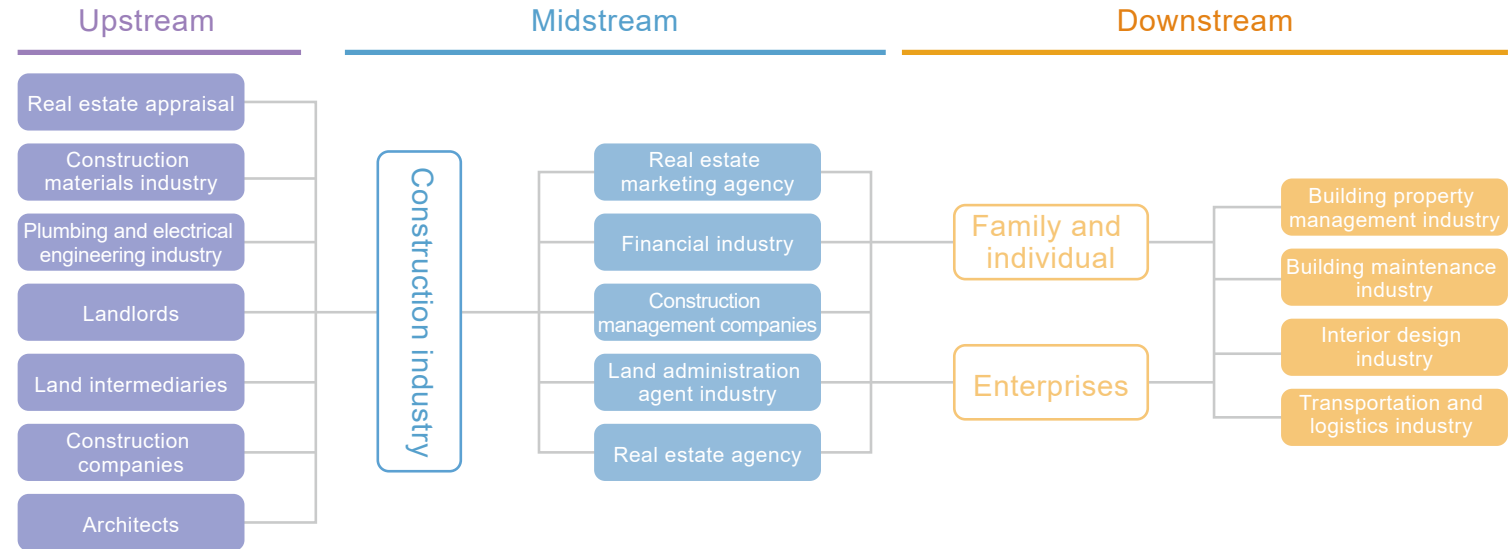 Upstream
Midstream
Downstream
Real estate appraisal
Construction
materials industry
Plumbing and electrical
engineering industry
Landlords
Land intermediaries
Construction
companies
Architects
Construction industry
Real estate
marketing agency
Financial industry
Construction
management companies
Land administration
agent industry
Real estate agency
Family and
individual
Enterprises
Building property
management industry
Building maintenance
industry
Interior design
industry
Transportation and
logistics industry